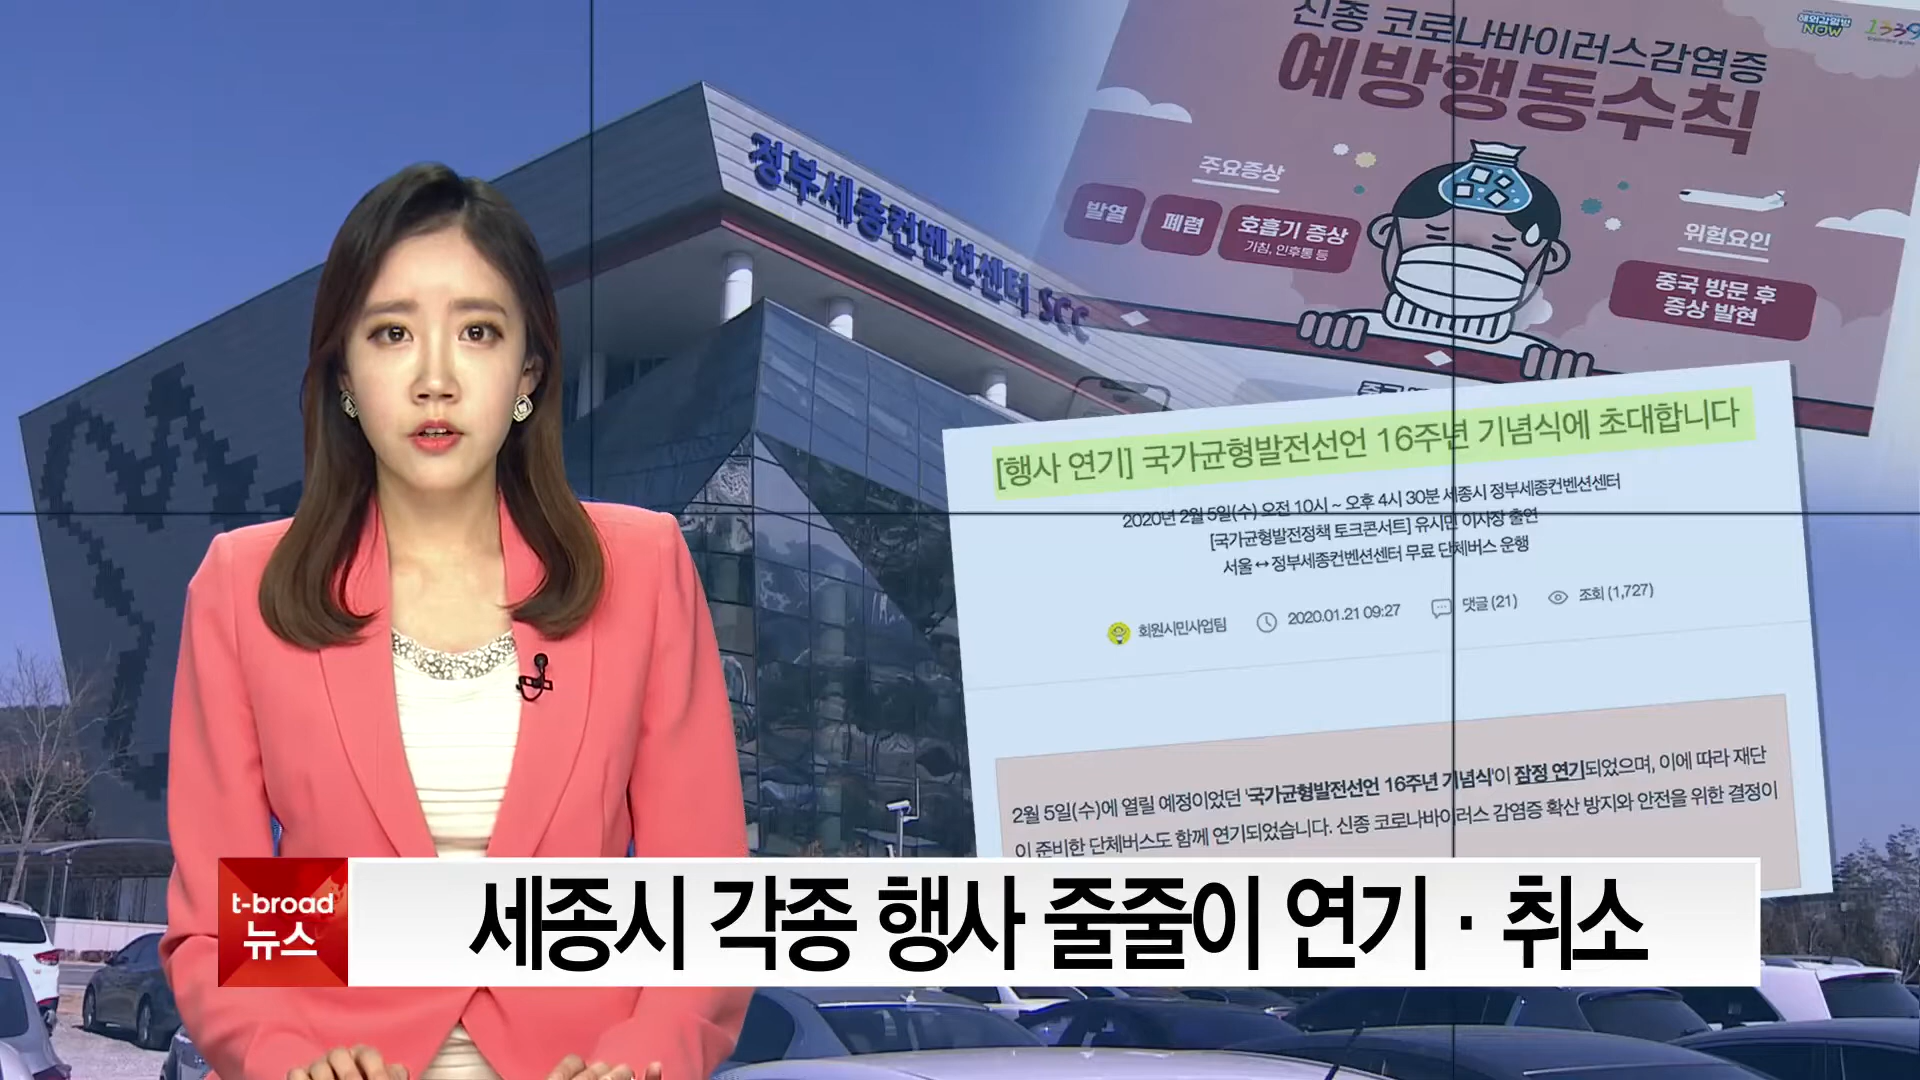 신종 코로나바이러스감염증
예방행동수칙
해외감염병
NOW
1339
주요증상
발열
폐렴
호흡기 증상
기침, 인후통 등
위험요인
중국 방문 후
증상 발현
정부세종컨벤션센터 SCC
[행사 연기] 국가균형발전선언 16주년 기념식에 초대합니다
2020년 2월 5일(수) 오전 10시 ~ 오후 4시 30분 세종시 정부세종컨벤션센터
[국가균형발전정책 토크콘서트] 유시민 이사장 출연
서울 ↔ 정부세종컨벤션센터 무료 단체버스 운행
회원시민사업팀 2020.01.21 09:27 댓글 (21) 조회 (1,727)
2월 5일(수)에 열릴 예정이었던 '국가균형발전선언 16주년 기념식'이 잠정 연기되었으며, 이에 따라 재단
이 준비한 단체버스도 함께 연기되었습니다. 신종 코로나바이러스 감염증 확산 방지와 안전을 위한 결정이
t-broad
뉴스
세종시 각종 행사 줄줄이 연기 · 취소